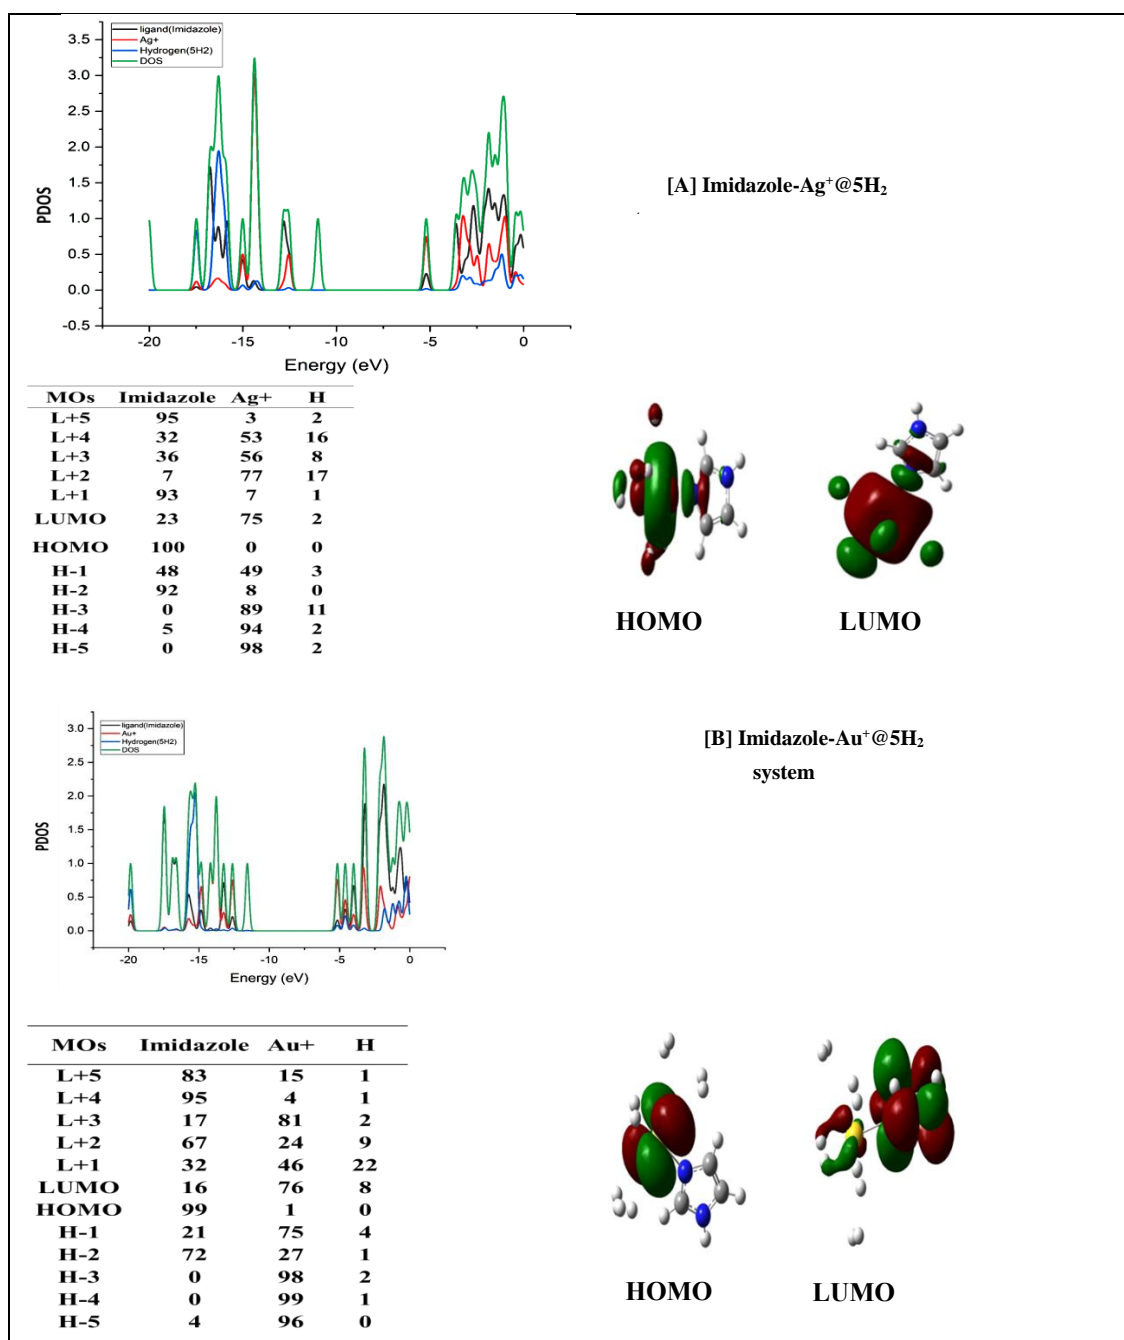 ligand(Imidazole)
Ag+
Hydrogen(5H2)
DOS
3.5
3.0
2.5
2.0
1.5
1.0
0.5
0.0
-0.5
PDOS
-20 -15 -10 -5 0
Energy (eV)
[A] Imidazole-Ag⁺@5H₂
MOs Imidazole Ag+ H
L+5 95 3 2
L+4 32 53 16
L+3 36 56 8
L+2 7 77 17
L+1 93 7 1
LUMO 23 75 2
HOMO 100 0 0
H-1 48 49 3
H-2 92 8 0
H-3 0 89 11
H-4 5 94 2
H-5 0 98 2
HOMO LUMO
ligand(Imidazole)
Au+
Hydrogen(5H2)
DOS
3.0
2.5
2.0
1.5
1.0
0.5
0.0
PDOS
-20 -15 -10 -5 0
Energy (eV)
[B] Imidazole-Au⁺@5H₂
system
MOs Imidazole Au+ H
L+5 83 15 1
L+4 95 4 1
L+3 17 81 2
L+2 67 24 9
L+1 32 46 22
LUMO 16 76 8
HOMO 99 1 0
H-1 21 75 4
H-2 72 27 1
H-3 0 98 2
H-4 0 99 1
H-5 4 96 0
HOMO LUMO